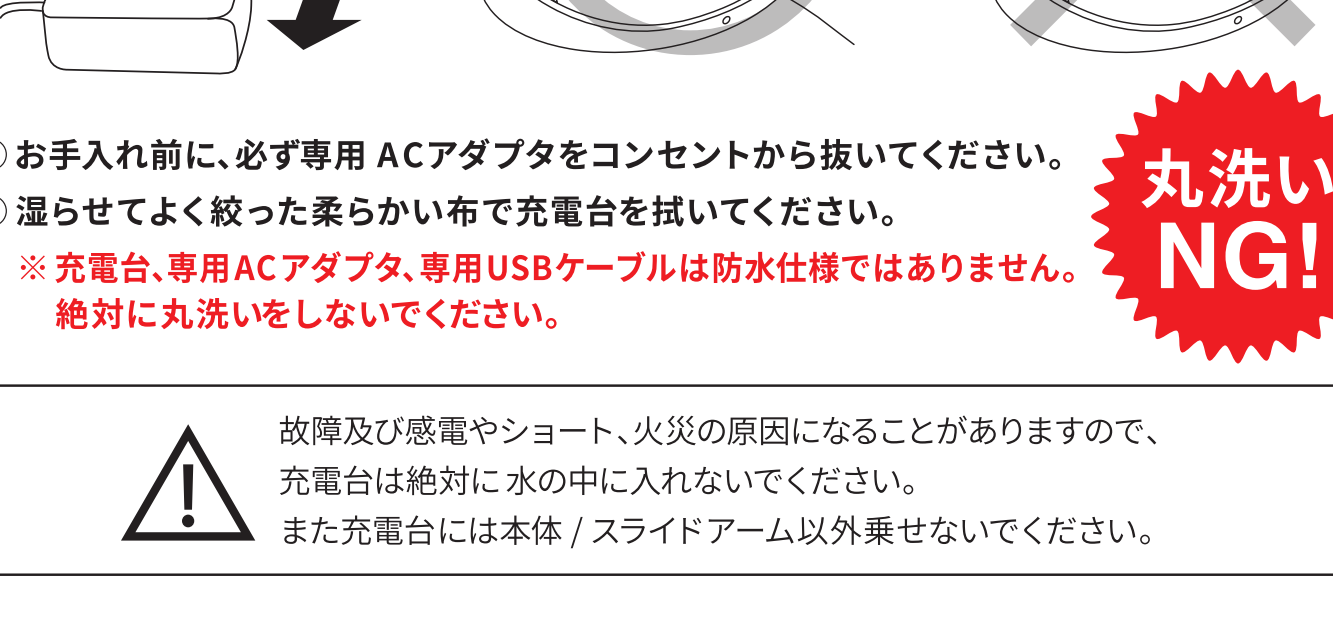 お手入れ前に、必ず専用 ACアダプタをコンセントから抜いてください。
湿らせてよく絞った柔らかい布で充電台を拭いてください。
※ 充電台、専用ACアダプタ、専用USBケーブルは防水仕様ではありません。
絶対に丸洗いをしないでください。
丸洗い
NG!
故障及び感電やショート、火災の原因になることがありますので、
充電台は絶対に水の中に入れないでください。
また充電台には本体 / スライドアーム以外乗せないでください。